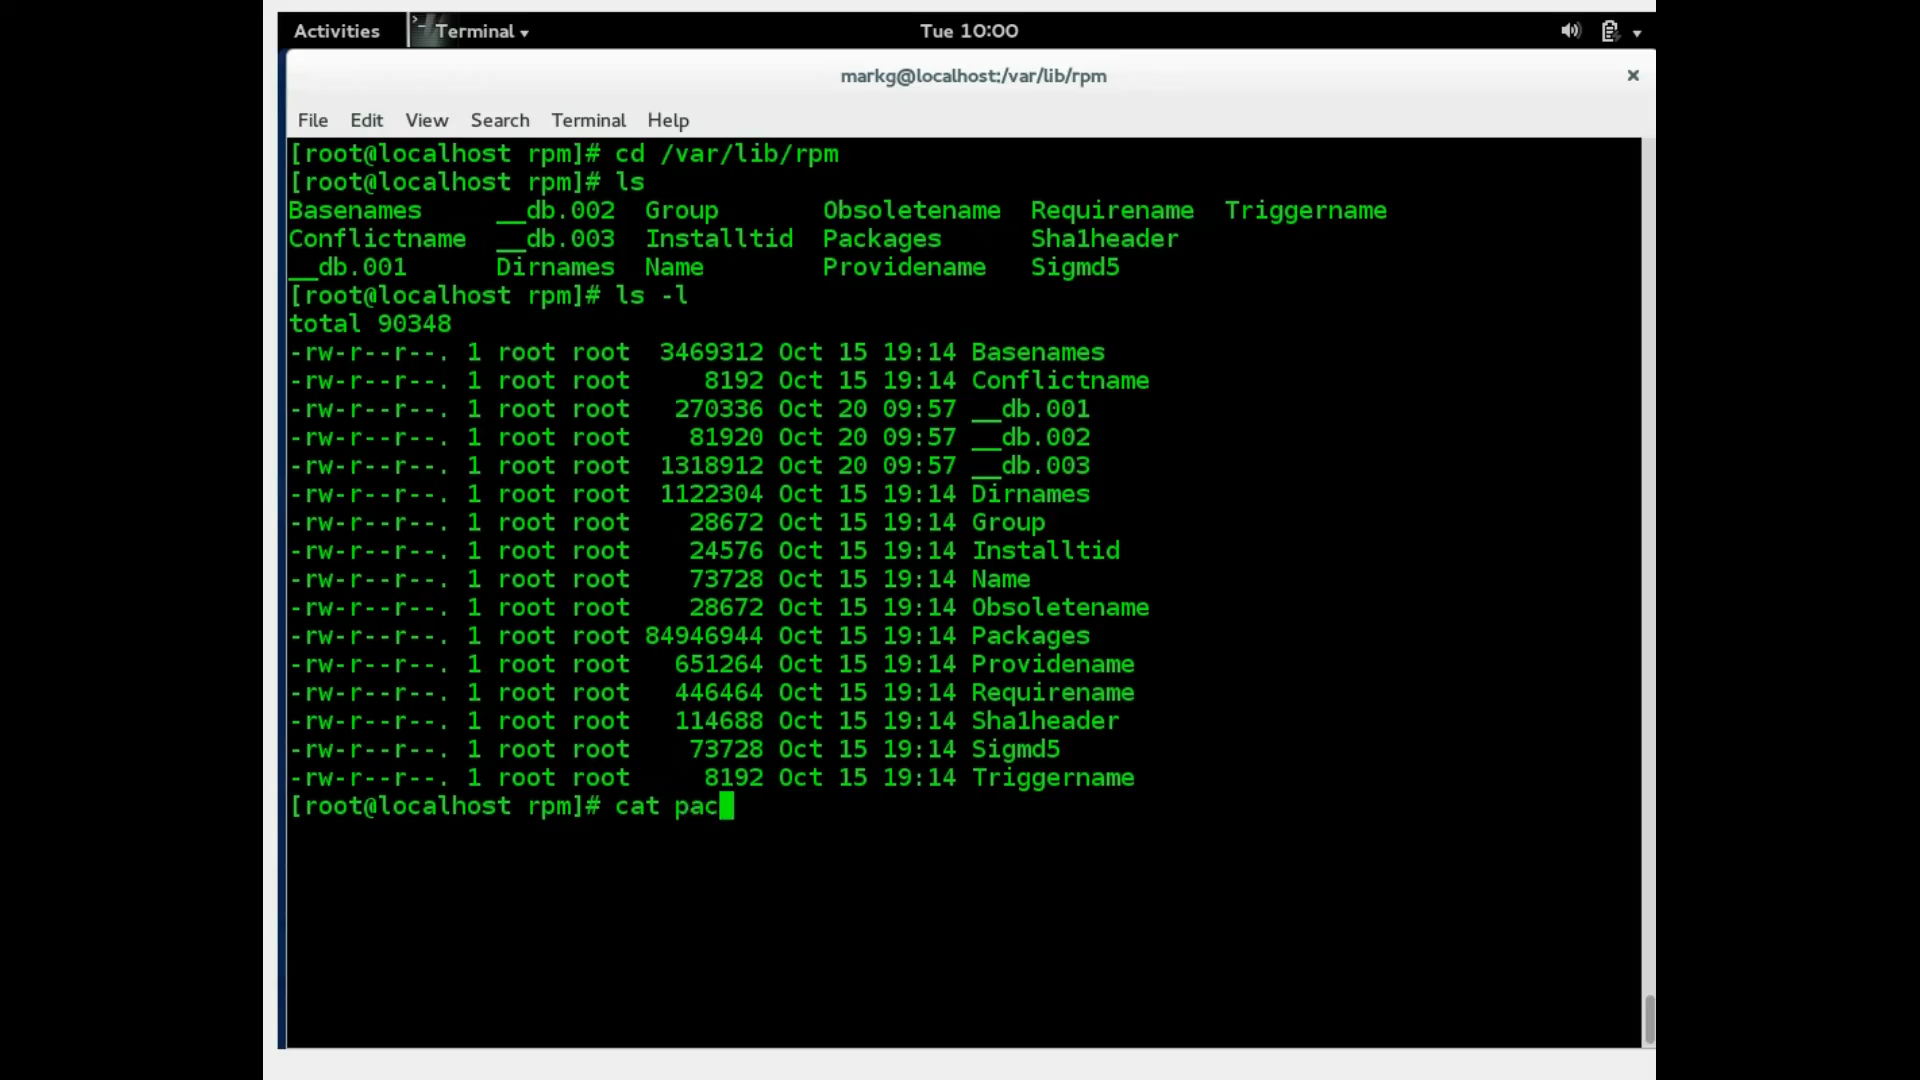 Activities Terminal Tue 10:00
markg@localhost:/var/lib/rpm
File Edit View Search Terminal Help
[root@localhost rpm]# cd /var/lib/rpm
[root@localhost rpm]# ls
Basenames __db.002 Group Obsoletename Requirename Triggername
Conflictname __db.003 Installtid Packages Sha1header
__db.001 Dirnames Name Providename Sigmd5
[root@localhost rpm]# ls -l
total 90348
-rw-r--r--. 1 root root 3469312 Oct 15 19:14 Basenames
-rw-r--r--. 1 root root 8192 Oct 15 19:14 Conflictname
-rw-r--r--. 1 root root 270336 Oct 20 09:57 __db.001
-rw-r--r--. 1 root root 81920 Oct 20 09:57 __db.002
-rw-r--r--. 1 root root 1318912 Oct 20 09:57 __db.003
-rw-r--r--. 1 root root 1122304 Oct 15 19:14 Dirnames
-rw-r--r--. 1 root root 28672 Oct 15 19:14 Group
-rw-r--r--. 1 root root 24576 Oct 15 19:14 Installtid
-rw-r--r--. 1 root root 73728 Oct 15 19:14 Name
-rw-r--r--. 1 root root 28672 Oct 15 19:14 Obsoletename
-rw-r--r--. 1 root root 84946944 Oct 15 19:14 Packages
-rw-r--r--. 1 root root 651264 Oct 15 19:14 Providename
-rw-r--r--. 1 root root 446464 Oct 15 19:14 Requirename
-rw-r--r--. 1 root root 114688 Oct 15 19:14 Sha1header
-rw-r--r--. 1 root root 73728 Oct 15 19:14 Sigmd5
-rw-r--r--. 1 root root 8192 Oct 15 19:14 Triggername
[root@localhost rpm]# cat pac